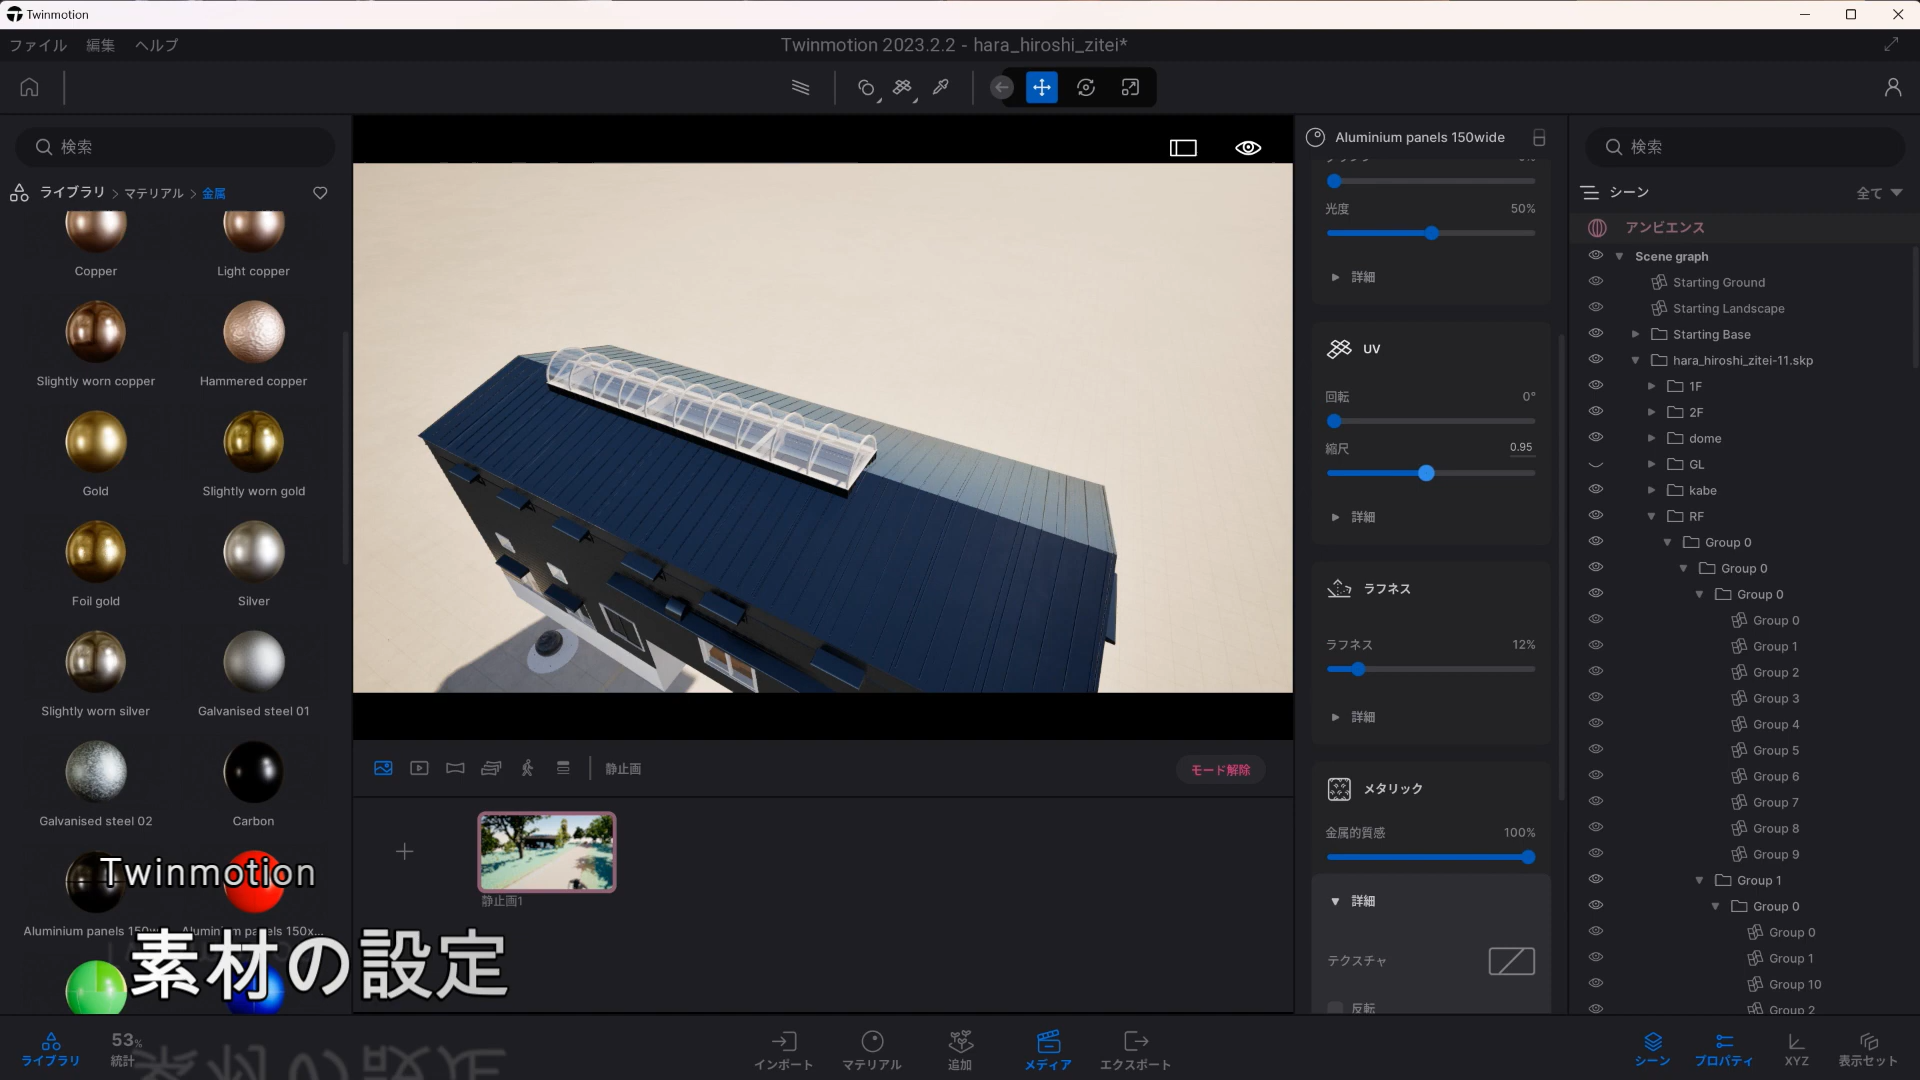 Twinmotion
ファイル 編集 ヘルプ
Twinmotion 2023.2.2 - hara_hiroshi_zitei*
検索
ライブラリ > マテリアル > 金属
Copper
Light copper
Slightly worn copper
Hammered copper
Gold
Slightly worn gold
Foil gold
Silver
Slightly worn silver
Galvanised steel 01
Galvanised steel 02
Carbon
Twinmotion
素材の設定
静止画
モード解除
静止画1
Aluminium panels 150wide
光度 50%
詳細
UV
回転 0°
縮尺 0.95
詳細
ラフネス
ラフネス 12%
詳細
メタリック
金属的質感 100%
詳細
テクスチャ
反転
検索
シーン 全て
アンビエンス
Scene graph
Starting Ground
Starting Landscape
Starting Base
hara_hiroshi_zitei-11.skp
1F
2F
dome
GL
kabe
RF
Group 0
Group 0
Group 0
Group 0
Group 1
Group 2
Group 3
Group 4
Group 5
Group 6
Group 7
Group 8
Group 9
Group 1
Group 0
Group 0
Group 1
Group 10
Group 2
ライブラリ
53%
統計
インポート
マテリアル
追加
メディア
エクスポート
シーン
プロパティ
XYZ
表示セット